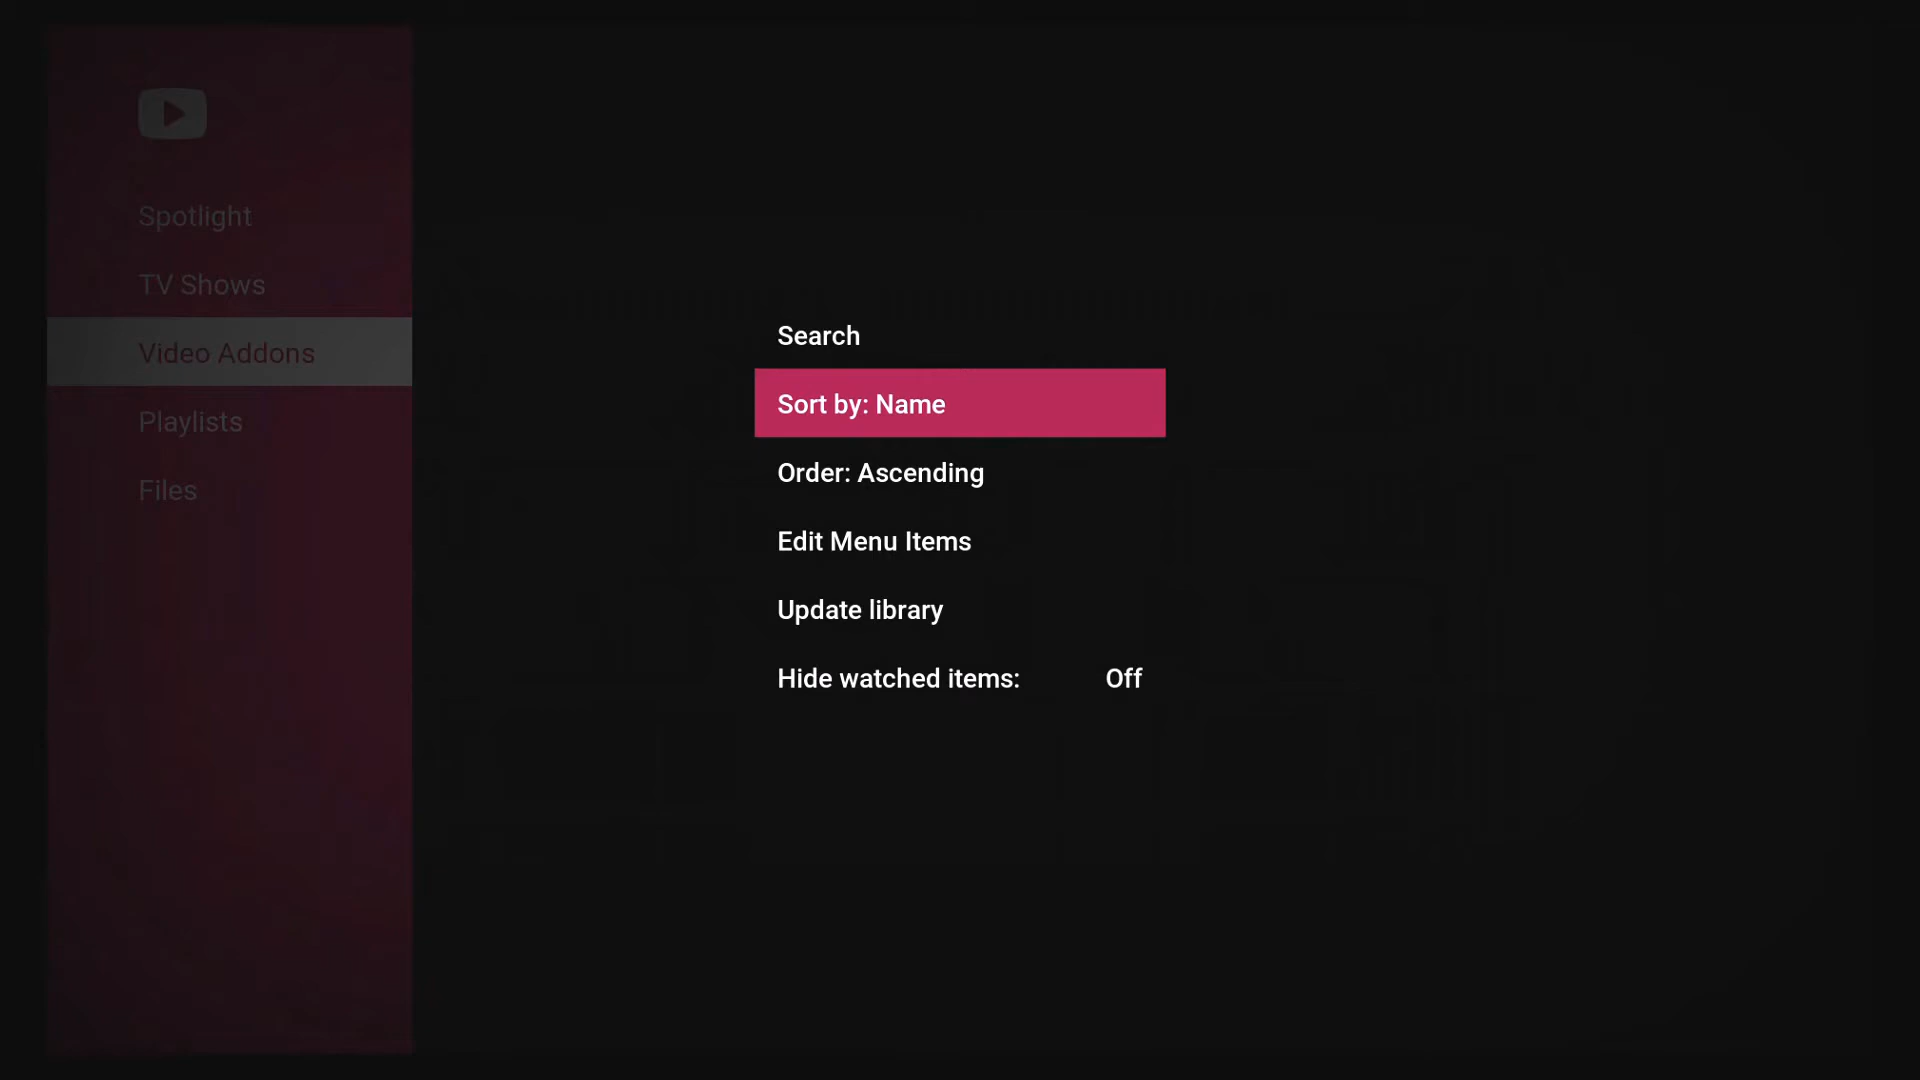 Spotlight
TV Shows
Video Addons
Playlists
Files
Search
Sort by: Name
Order: Ascending
Edit Menu Items
Update library
Hide watched items: Off